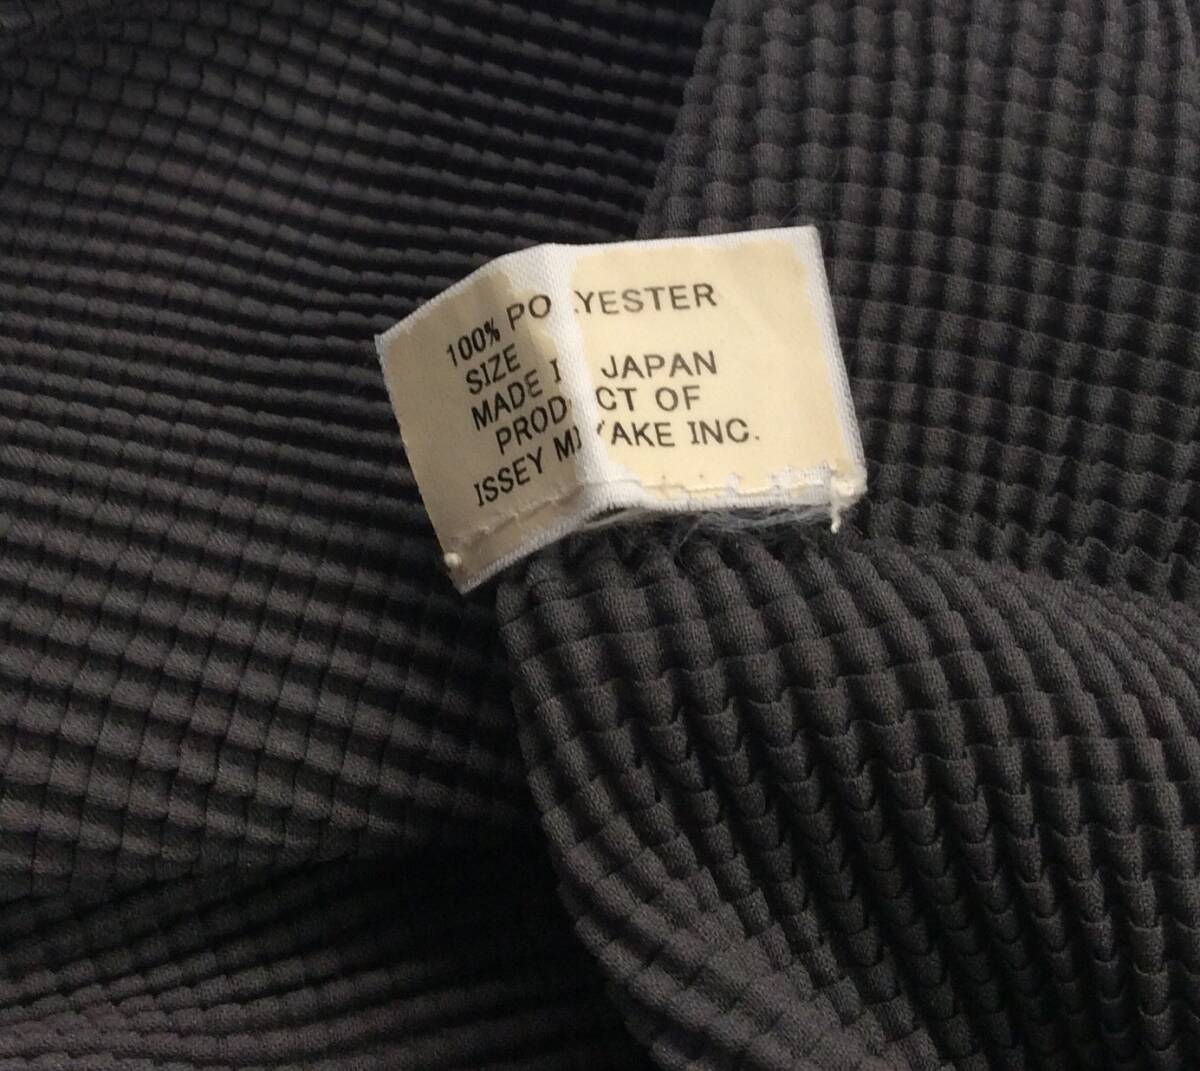 100% POLYESTER
SIZE
MADE IN JAPAN
PRODUCT OF
ISSEY MIYAKE INC.